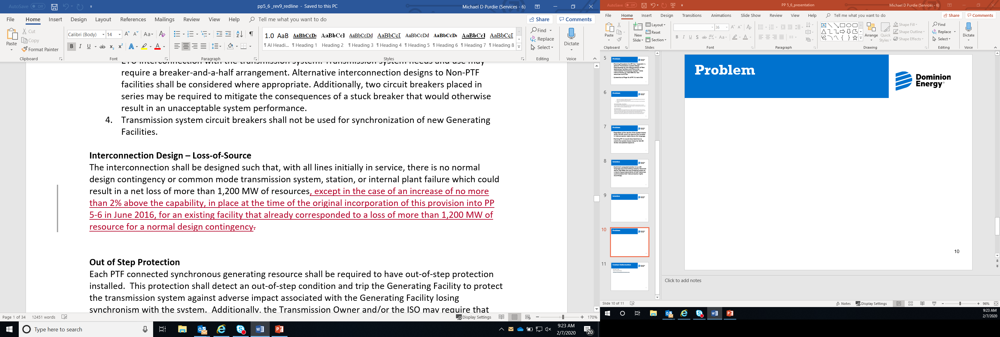 AutoSave Off
pp5_6 _rev9_redline - Saved to this PC
Michael D Purdie (Services - 6)
File Home Insert Design Layout References Mailings Review View Help Tell me what you want to do
Share Comments
Paste
Cut
Copy
Format Painter
Clipboard
Calibri (Body) 14
Font
Paragraph
1.0 AaB AaBbCcDd AaBbCcI AaBbCcDd AaBbCcI AaBbCcDd AaBbCcDd AaBbCcI AaBbCcI
¶ AI Headi... ¶ Heading 1 Heading 2 ¶ Heading 3 ¶ Heading 4 ¶ Heading 5 ¶ Heading 6 ¶ Heading 7 ¶ Heading 8
Styles
Find
Replace
Select
Editing
Dictate
Voice
ETU interconnection with the transmission system. Transmission system needs and use may
require a breaker-and-a-half arrangement. Alternative interconnection designs to Non-PTF
facilities shall be considered where appropriate. Additionally, two circuit breakers placed in
series may be required to mitigate the consequences of a stuck breaker that would otherwise
result in an unacceptable system performance.
4. Transmission system circuit breakers shall not be used for synchronization of new Generating
Facilities.
Interconnection Design – Loss-of-Source
The interconnection shall be designed such that, with all lines initially in service, there is no normal
design contingency or common mode transmission system, station, or internal plant failure which could
result in a net loss of more than 1,200 MW of resources, except in the case of an increase of no more
than 2% above the capability, in place at the time of the original incorporation of this provision into PP
5-6 in June 2016, for an existing facility that already corresponded to a loss of more than 1,200 MW of
resource for a normal design contingency.
Out of Step Protection
Each PTF connected synchronous generating resource shall be required to have out-of-step protection
installed. This protection shall detect an out-of-step condition and trip the Generating Facility to protect
the transmission system against adverse impact associated with the Generating Facility losing
synchronism with the system. Additionally, the Transmission Owner and/or the ISO may require that
Page 1 of 34 12451 words
Display Settings
170%
Type here to search
9:23 AM
2/7/2020
20
AutoSave Off
PP 5_6_presentation
Michael D Purdie (Services - 6)
File Home Insert Design Transitions Animations Slide Show Review View Help Tell me what you want to do
Share Comments
Paste
Clipboard
New
Slide
Layout
Reset
Section
Slides
36
Font
Paragraph
Arrange
Quick
Styles
Shape Fill
Shape Outline
Shape Effects
Drawing
Find
Replace
Select
Editing
Dictate
Voice
5
Problem
6
Problem
7
Problem
8
Solution
9
Solution
10
Problem
11
Contact Information
Problem
Dominion
Energy®
10
Click to add notes
Slide 10 of 11
Notes
Display Settings
96%
9:23 AM
2/7/2020